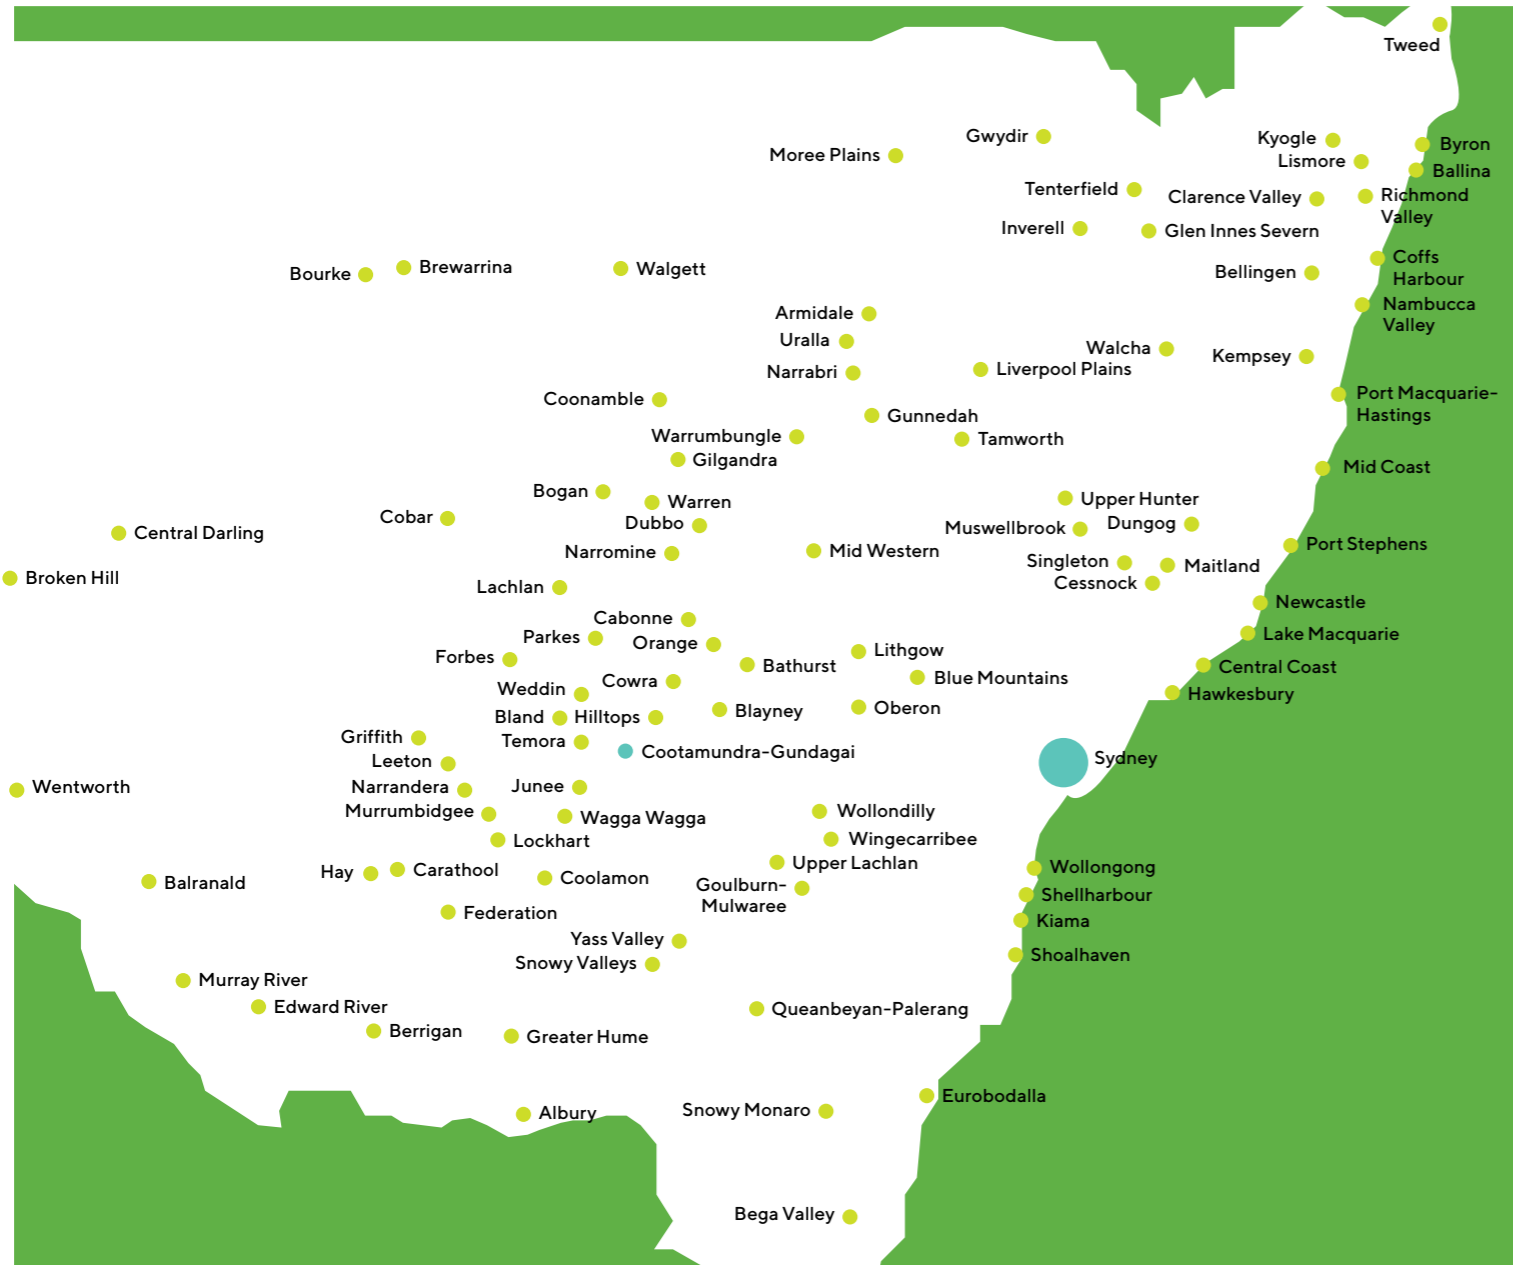 Tweed
Gwydir
Kyogle
Byron
Moree Plains
Lismore
Ballina
Tenterfield
Clarence Valley
Richmond
Valley
Inverell
Glen Innes Severn
Coffs
Harbour
Bourke
Brewarrina
Walgett
Bellingen
Nambucca
Valley
Armidale
Uralla
Walcha
Kempsey
Narrabri
Liverpool Plains
Port Macquarie-
Hastings
Coonamble
Gunnedah
Warrumbungle
Tamworth
Gilgandra
Mid Coast
Bogan
Warren
Upper Hunter
Cobar
Dubbo
Muswellbrook
Dungog
Central Darling
Narromine
Mid Western
Port Stephens
Singleton
Maitland
Broken Hill
Lachlan
Cessnock
Newcastle
Cabonne
Parkes
Orange
Lake Macquarie
Forbes
Bathurst
Lithgow
Central Coast
Weddin
Cowra
Blue Mountains
Hawkesbury
Bland
Hilltops
Blayney
Oberon
Griffith
Temora
Cootamundra-Gundagai
Sydney
Leeton
Wentworth
Narrandera
Junee
Murrumbidgee
Wagga Wagga
Wollondilly
Lockhart
Wingecarribee
Hay
Carathool
Upper Lachlan
Wollongong
Balranald
Coolamon
Goulburn-
Mulwaree
Shellharbour
Federation
Kiama
Yass Valley
Snowy Valleys
Shoalhaven
Murray River
Edward River
Queanbeyan-Palerang
Berrigan
Greater Hume
Albury
Snowy Monaro
Eurobodalla
Bega Valley